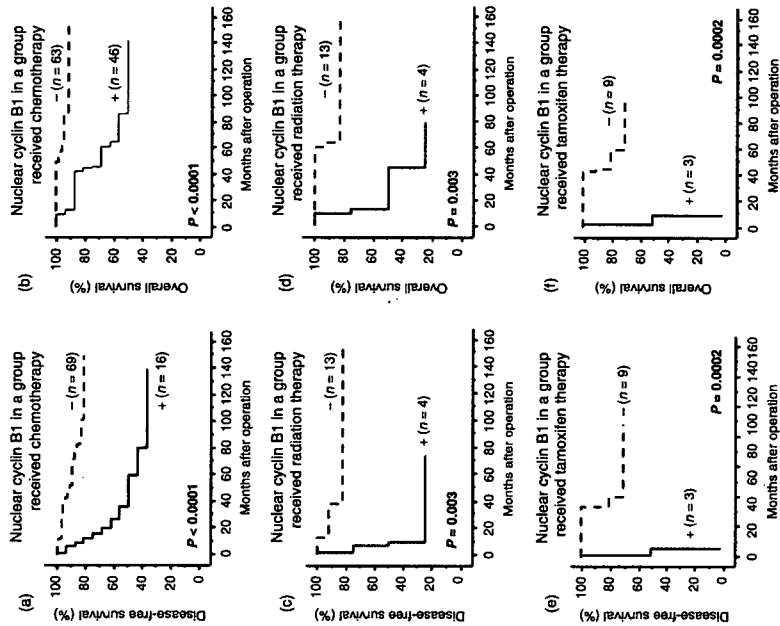 (a)
Nuclear cyclin B1 in a group
received chemotherapy
Disease-free survival (%)
100
80
60
40
20
0
– (n = 69)
+ (n = 16)
P < 0.0001
0 20 40 60 80 100 120 140 160
Months after operation
(b)
Nuclear cyclin B1 in a group
received chemotherapy
Overall survival (%)
100
80
60
40
20
0
– (n = 63)
+ (n = 46)
P < 0.0001
0 20 40 60 80 100 120 140 160
Months after operation
(c)
Nuclear cyclin B1 in a group
received radiation therapy
Disease-free survival (%)
100
80
60
40
20
0
– (n = 13)
+ (n = 4)
P = 0.003
0 20 40 60 80 100 120 140 160
Months after operation
(d)
Nuclear cyclin B1 in a group
received radiation therapy
Overall survival (%)
100
80
60
40
20
0
– (n = 13)
+ (n = 4)
P = 0.003
0 20 40 60 80 100 120 140 160
Months after operation
(e)
Nuclear cyclin B1 in a group
received tamoxifen therapy
Disease-free survival (%)
100
80
60
40
20
0
– (n = 9)
+ (n = 3)
P = 0.0002
0 20 40 60 80 100 120 140 160
Months after operation
(f)
Nuclear cyclin B1 in a group
received tamoxifen therapy
Overall survival (%)
100
80
60
40
20
0
– (n = 9)
+ (n = 3)
P = 0.0002
0 20 40 60 80 100 120 140 160
Months after operation